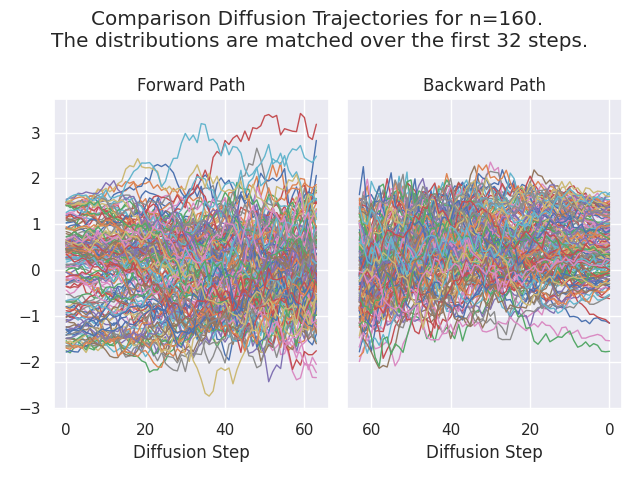 Comparison Diffusion Trajectories for n=160.
The distributions are matched over the first 32 steps.
Forward Path
Backward Path
3
2
1
0
−1
−2
−3
0 20 40 60
60 40 20 0
Diffusion Step
Diffusion Step